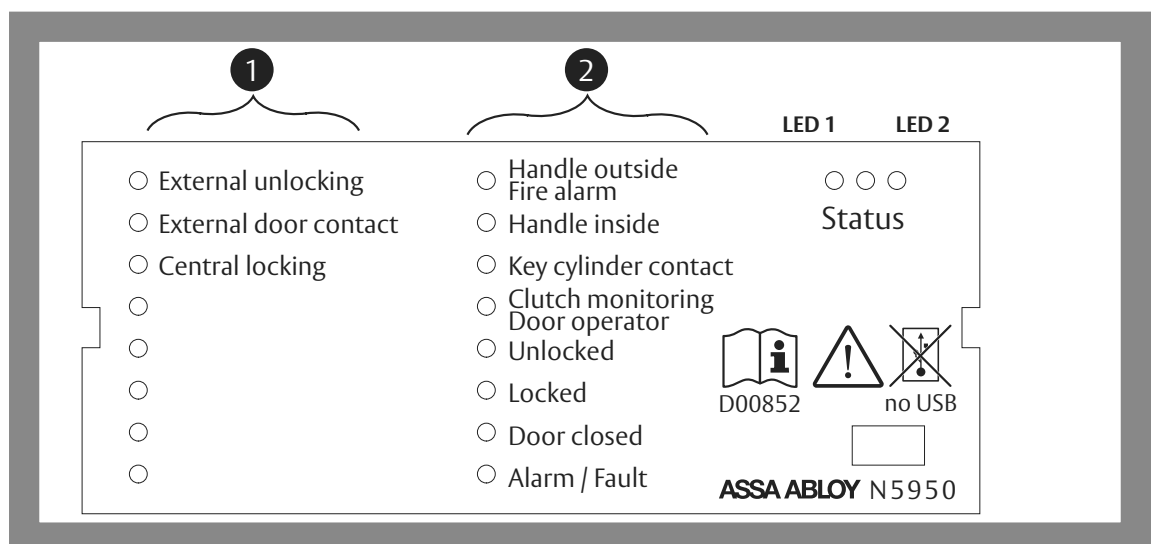 1
2
LED 1
LED 2
External unlocking
External door contact
Central locking
Handle outside
Fire alarm
Handle inside
Key cylinder contact
Clutch monitoring
Door operator
Unlocked
Locked
Door closed
Alarm / Fault
Status
i
!
D00852
no USB
ASSA ABLOY N5950